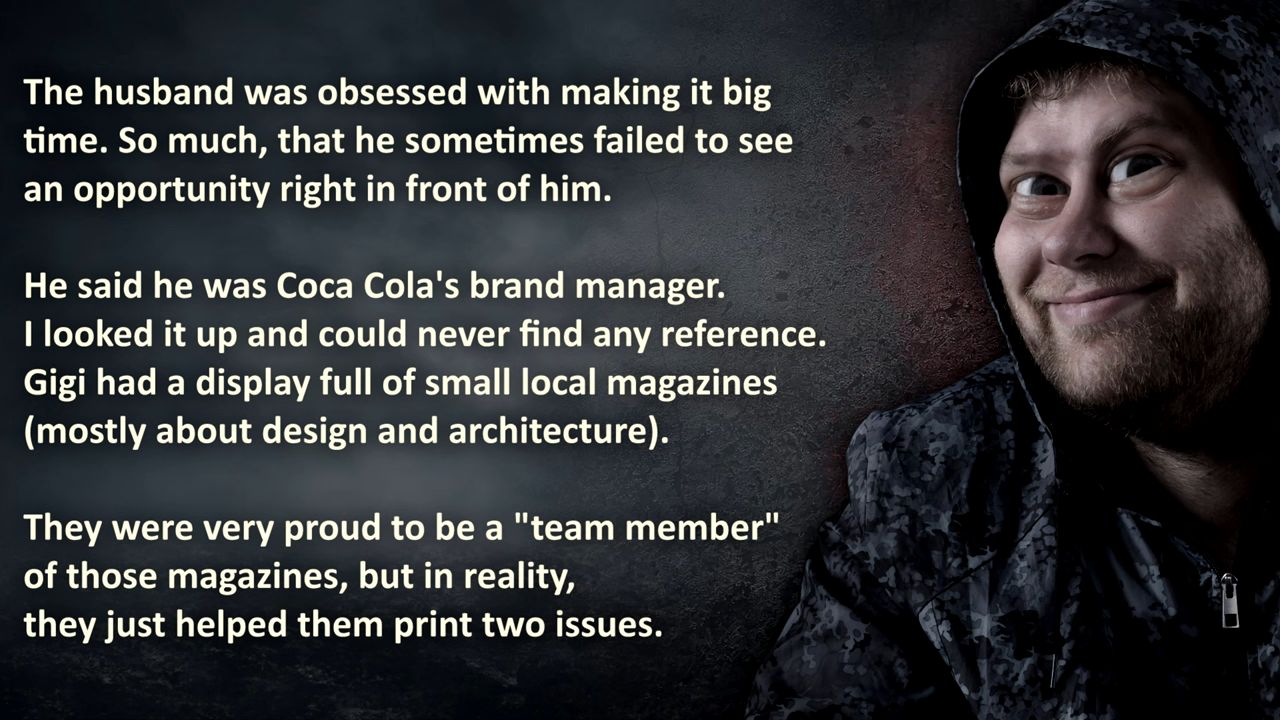 The husband was obsessed with making it big
time. So much, that he sometimes failed to see
an opportunity right in front of him.
He said he was Coca Cola's brand manager.
I looked it up and could never find any reference.
Gigi had a display full of small local magazines
(mostly about design and architecture).
They were very proud to be a "team member"
of those magazines, but in reality,
they just helped them print two issues.